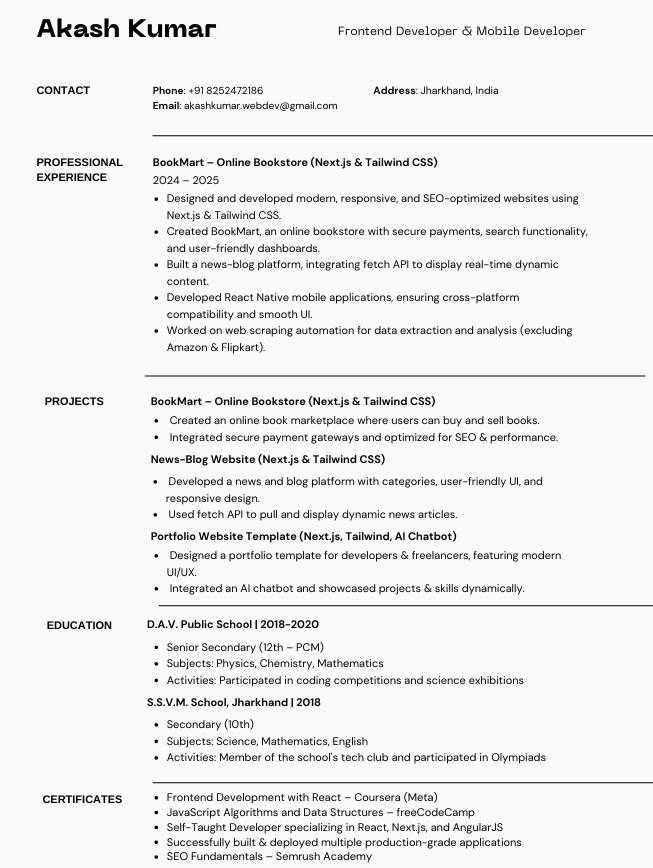 Akash Kumar
Frontend Developer & Mobile Developer
CONTACT
Phone: +91 8252472186
Address: Jharkhand, India
Email: akashkumar.webdev@gmail.com
PROFESSIONAL
EXPERIENCE
BookMart – Online Bookstore (Next.js & Tailwind CSS)
2024 – 2025
• Designed and developed modern, responsive, and SEO-optimized websites using
Next.js & Tailwind CSS.
• Created BookMart, an online bookstore with secure payments, search functionality,
and user-friendly dashboards.
• Built a news-blog platform, integrating fetch API to display real-time dynamic
content.
• Developed React Native mobile applications, ensuring cross-platform
compatibility and smooth UI.
• Worked on web scraping automation for data extraction and analysis (excluding
Amazon & Flipkart).
PROJECTS
BookMart – Online Bookstore (Next.js & Tailwind CSS)
• Created an online book marketplace where users can buy and sell books.
• Integrated secure payment gateways and optimized for SEO & performance.
News-Blog Website (Next.js & Tailwind CSS)
• Developed a news and blog platform with categories, user-friendly UI, and
responsive design.
• Used fetch API to pull and display dynamic news articles.
Portfolio Website Template (Next.js, Tailwind, AI Chatbot)
• Designed a portfolio template for developers & freelancers, featuring modern
UI/UX.
• Integrated an AI chatbot and showcased projects & skills dynamically.
EDUCATION
D.A.V. Public School | 2018-2020
• Senior Secondary (12th – PCM)
• Subjects: Physics, Chemistry, Mathematics
• Activities: Participated in coding competitions and science exhibitions
S.S.V.M. School, Jharkhand | 2018
• Secondary (10th)
• Subjects: Science, Mathematics, English
• Activities: Member of the school's tech club and participated in Olympiads
CERTIFICATES
• Frontend Development with React – Coursera (Meta)
• JavaScript Algorithms and Data Structures – freeCodeCamp
• Self-Taught Developer specializing in React, Next.js, and AngularJS
• Successfully built & deployed multiple production-grade applications
• SEO Fundamentals – Semrush Academy